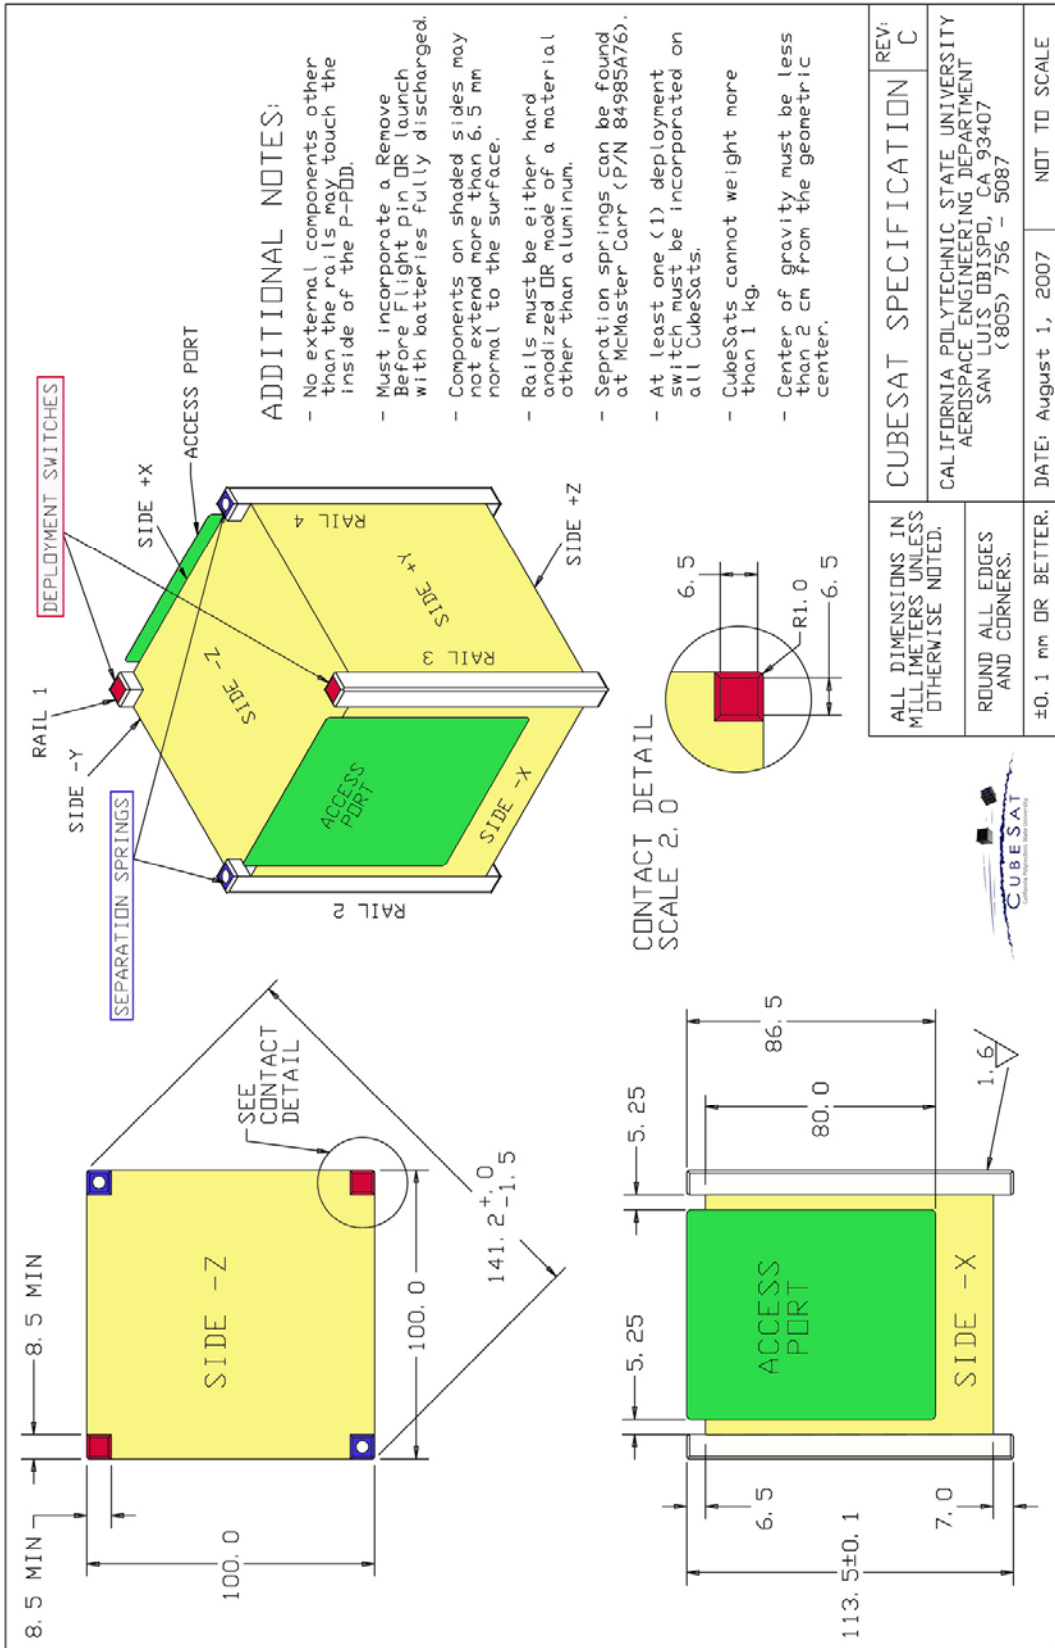 8.5 MIN
8.5 MIN
100.0
SIDE -Z
100.0
141.2 +.0
-1.5
SEE
CONTACT
DETAIL
SEPARATION SPRINGS
DEPLOYMENT SWITCHES
RAIL 1
SIDE -Y
SIDE +X
ACCESS PORT
SIDE -Z
RAIL 2
ACCESS
PORT
SIDE -X
RAIL 3
SIDE +Y
RAIL 4
SIDE +Z
ADDITIONAL NOTES:
- No external components other
than the rails may touch the
inside of the P-POD.
- Must incorporate a Remove
Before Flight pin OR launch
with batteries fully discharged.
- Components on shaded sides may
not extend more than 6.5 mm
normal to the surface.
- Rails must be either hard
anodized OR made of a material
other than aluminum.
- Sepration springs can be found
at McMaster Carr (P/N 84985A76).
- At least one (1) deployment
switch must be incorporated on
all CubeSats.
- CubeSats cannot weight more
than 1 kg.
- Center of gravity must be less
than 2 cm from the geometric
center.
113.5±0.1
6.5
7.0
5.25
5.25
ACCESS
PORT
SIDE -X
80.0
86.5
1.6
CONTACT DETAIL
SCALE 2.0
6.5
R1.0
6.5
CUBESAT
California Polytechnic State University
ALL DIMENSIONS IN
MILLIMETERS UNLESS
OTHERWISE NOTED.
ROUND ALL EDGES
AND CORNERS.
±0.1 mm OR BETTER.
CUBESAT SPECIFICATION
REV:
C
CALIFORNIA POLYTECHNIC STATE UNIVERSITY
AEROSPACE ENGINEERING DEPARTMENT
SAN LUIS OBISPO, CA 93407
(805) 756 - 5087
DATE: August 1, 2007
NOT TO SCALE